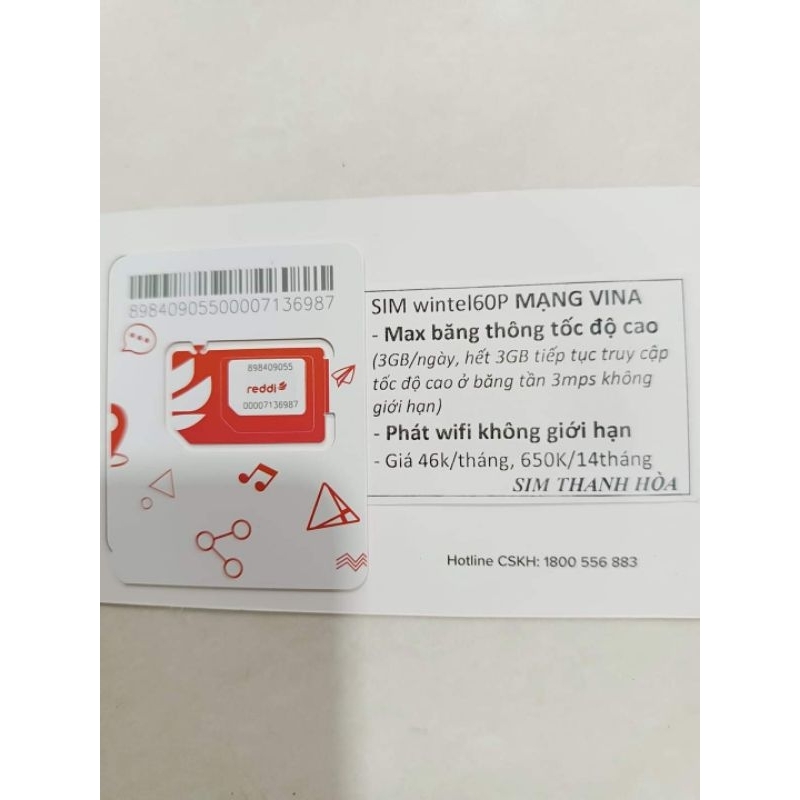 89840905500007136987
898409055
reddi
00007136987
SIM wintel60P MẠNG VINA
- Max băng thông tốc độ cao
(3GB/ngày, hết 3GB tiếp tục truy cập
tốc độ cao ở băng tần 3mps không
giới hạn)
- Phát wifi không giới hạn
- Giá 46k/tháng, 650K/14tháng
SIM THANH HÒA
Hotline CSKH: 1800 556 883